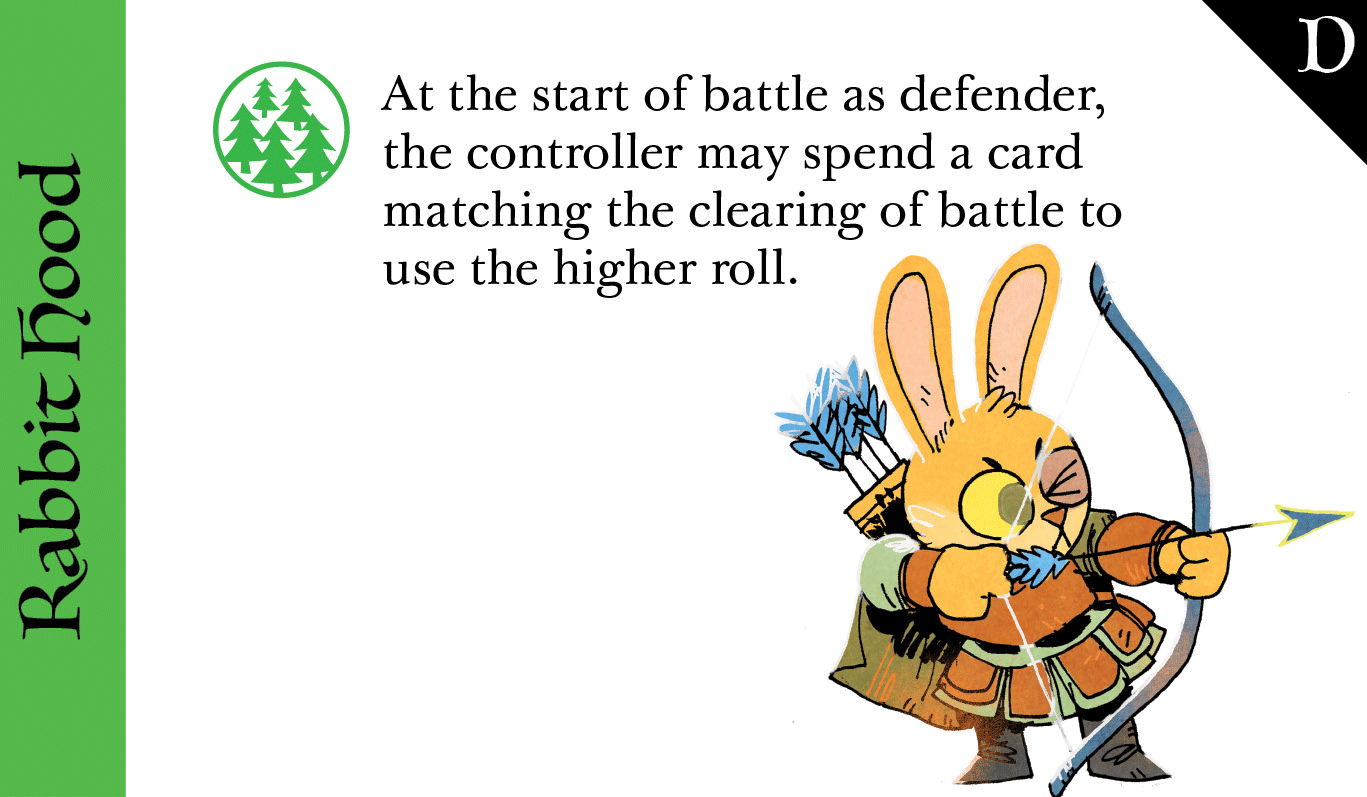 Rabbit Hood
At the start of battle as defender,
the controller may spend a card
matching the clearing of battle to
use the higher roll.
D